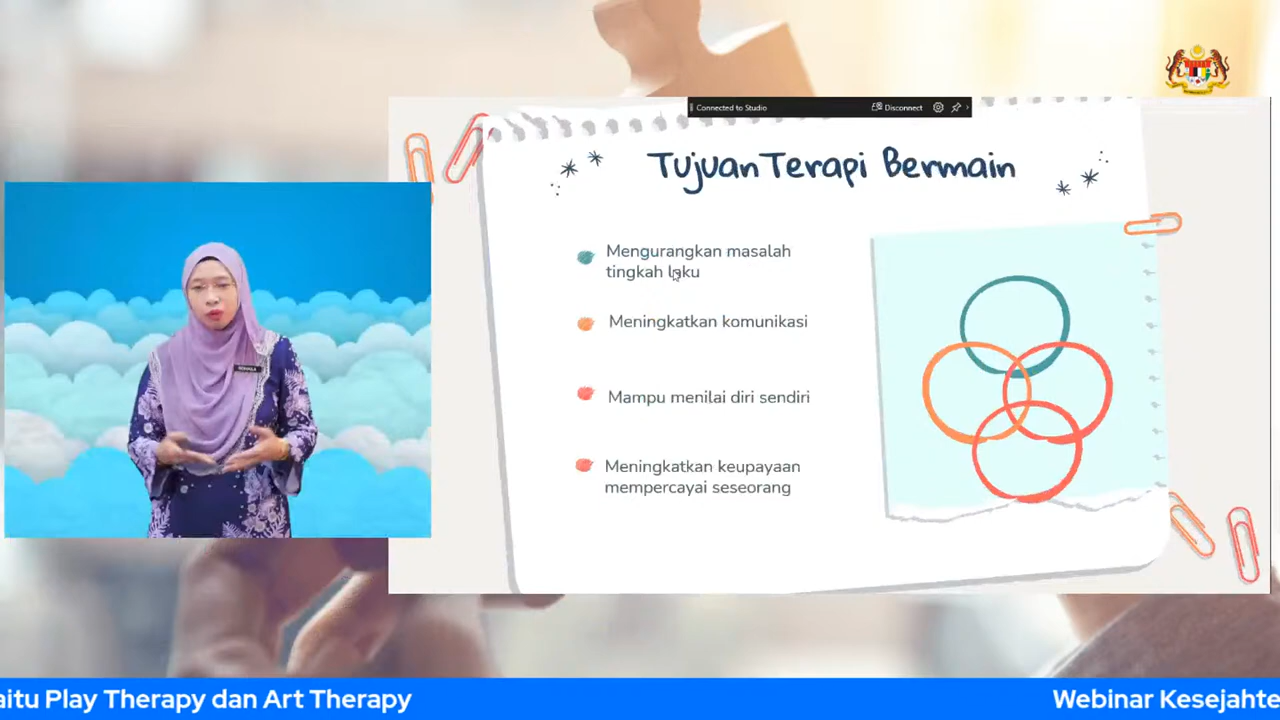 Connected to Studio
Disconnect
Tujuan Terapi Bermain
Mengurangkan masalah
tingkah laku
Meningkatkan komunikasi
Mampu menilai diri sendiri
Meningkatkan keupayaan
mempercayai seseorang
aitu Play Therapy dan Art Therapy
Webinar Kesejahte